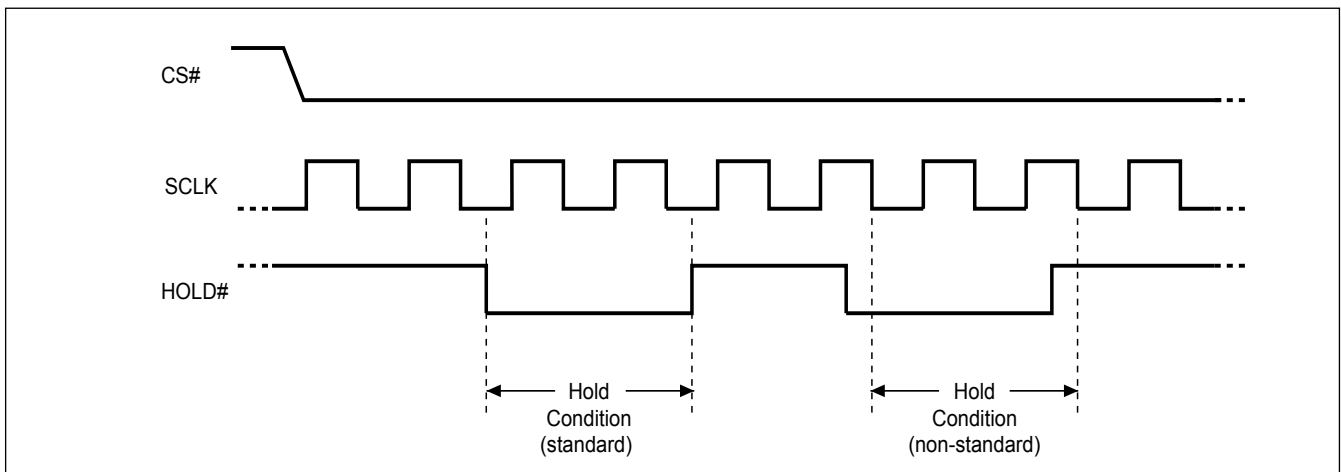 CS#
SCLK
HOLD#
Hold
Condition
(standard)
Hold
Condition
(non-standard)